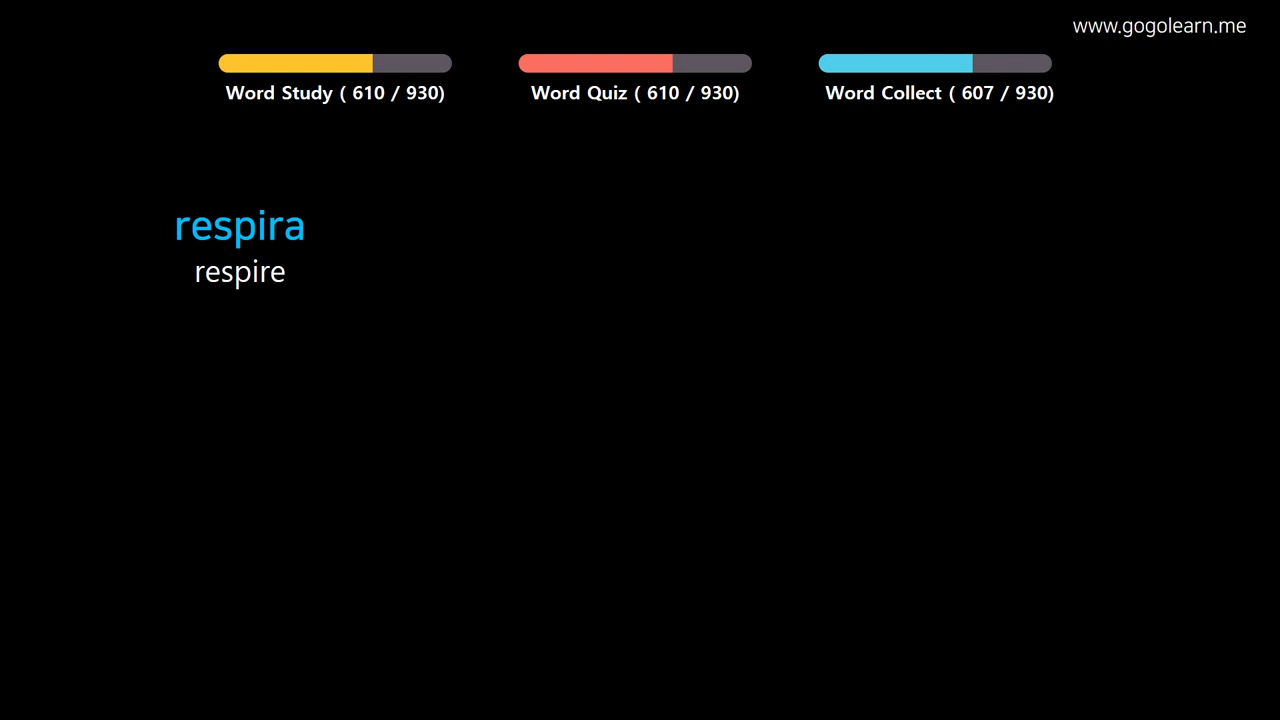 www.gogolearn.me
Word Study ( 610 / 930)
Word Quiz ( 610 / 930)
Word Collect ( 607 / 930)
respira
respire